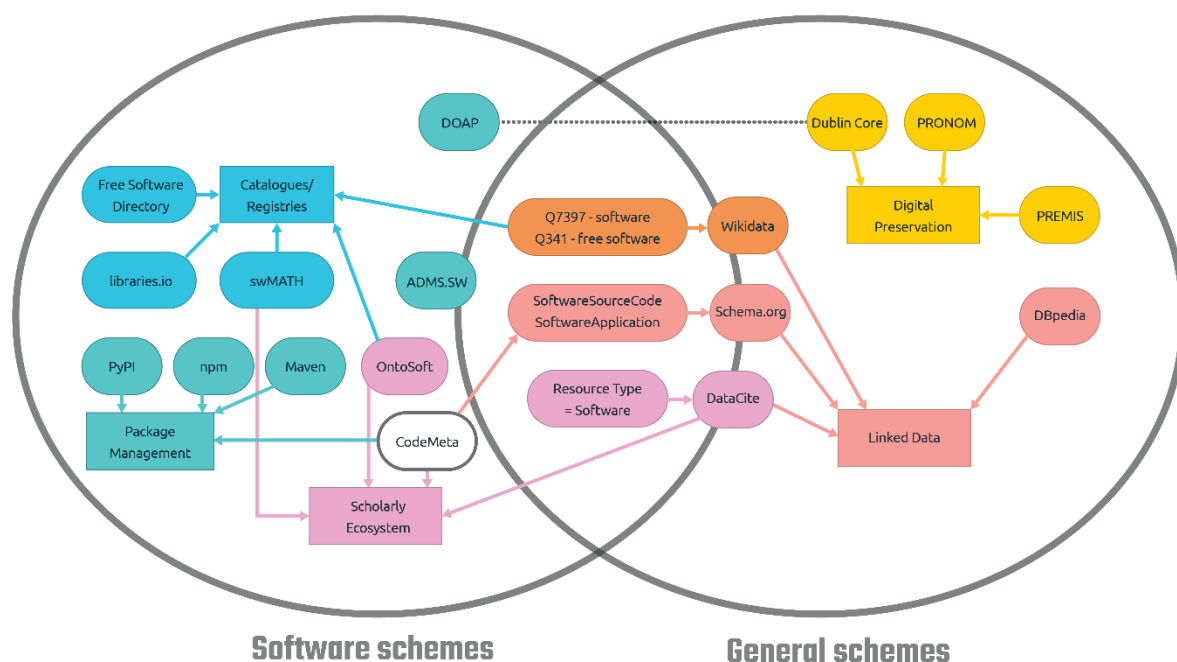 DOAP
Dublin Core
PRONOM
Free Software
Directory
Catalogues/
Registries
Q7397 - software
Q341 - free software
Wikidata
Digital
Preservation
PREMIS
libraries.io
swMATH
ADMS.SW
SoftwareSourceCode
SoftwareApplication
Schema.org
DBpedia
PyPI
npm
Maven
OntoSoft
Resource Type
= Software
DataCite
Package
Management
CodeMeta
Linked Data
Scholarly
Ecosystem
Software schemes
General schemes